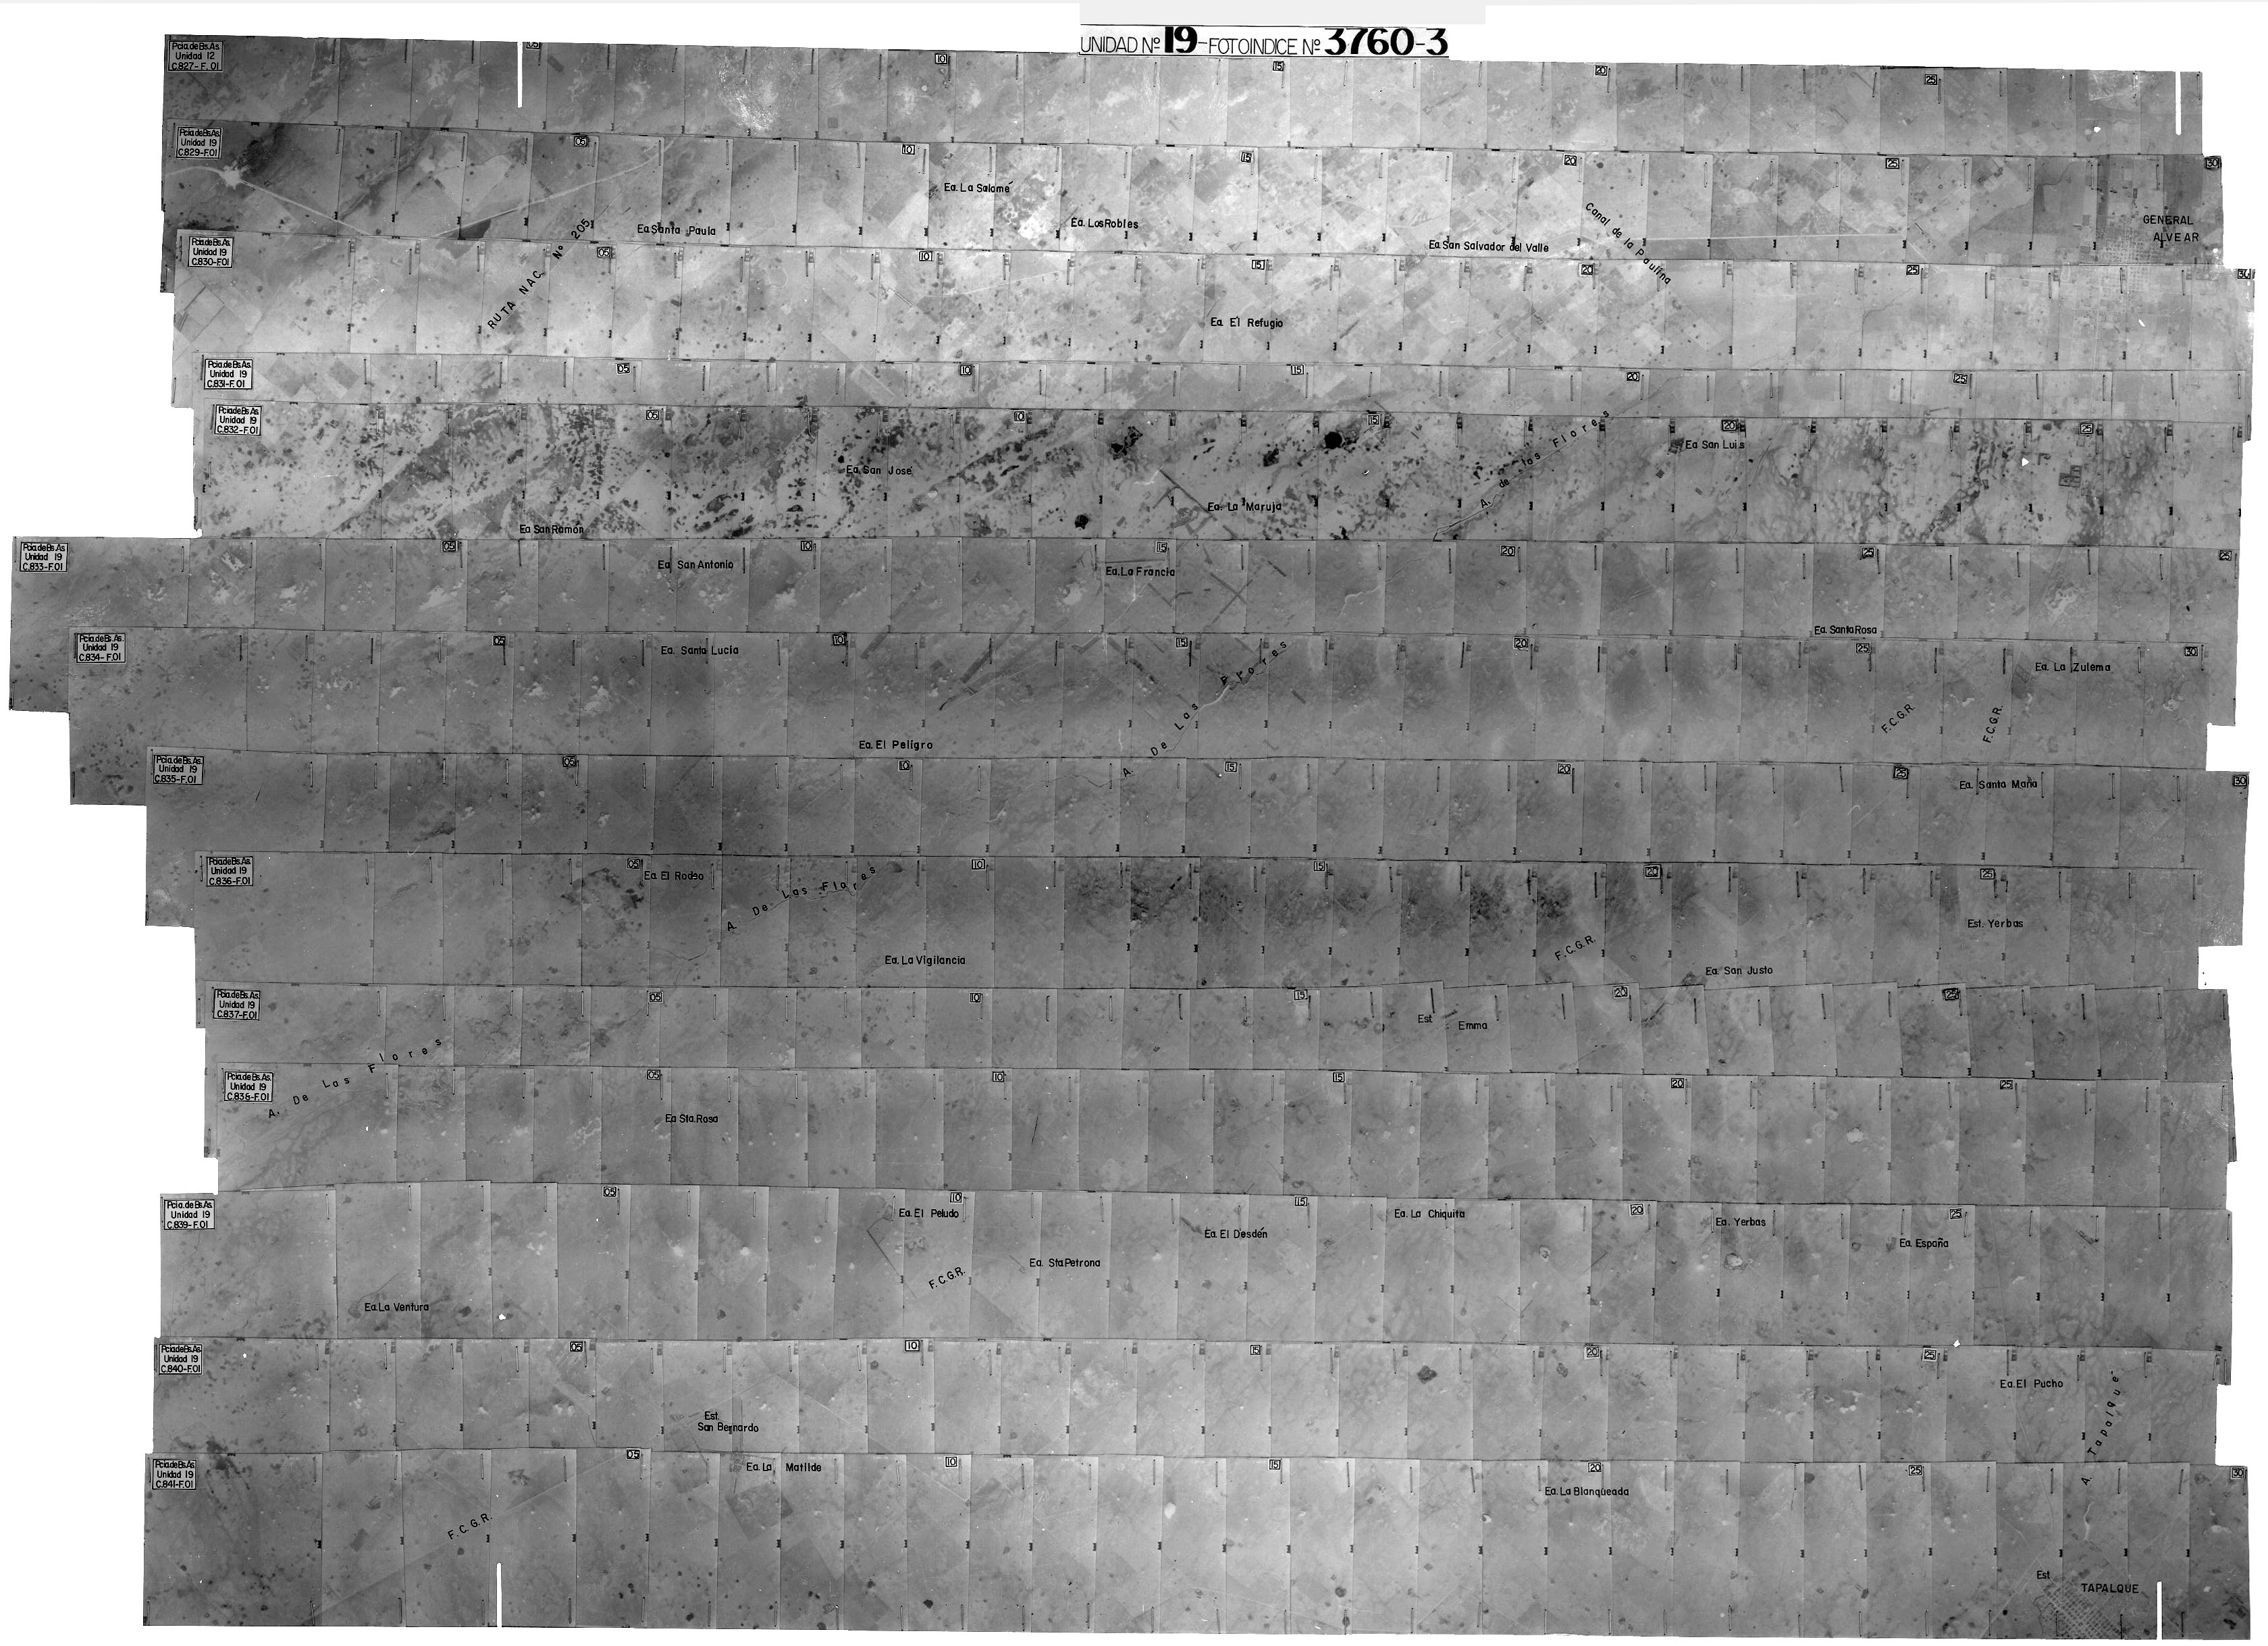 UNIDAD Nº 19-FOTOINDICE Nº 3760-3
Pcia.de Bs.As.
Unidad 12
C.827-F.01
05
10
15
20
25
Pcia.de Bs.As.
Unidad 19
C.829-F.01
05
10
15
20
25
30
Ea. La Salomé
Ea. Los Robles
Ea Santa Paula
Ea San Salvador del Valle
Canal de la Paulina
GENERAL
ALVEAR
RUTA NAC. Nº 205
Pcia.de Bs.As.
Unidad 19
C.830-F.01
05
10
15
20
25
30
Ea. El Refugio
Pcia.de Bs.As.
Unidad 19
C.831-F.01
05
10
15
20
25
Pcia.de Bs.As.
Unidad 19
C.832-F.01
05
10
15
20
25
A. de las Flores
Ea San Luis
Ea. San José
Ea. La Maruja
Ea San Ramón
Pcia.de Bs.As.
Unidad 19
C.833-F.01
05
10
15
20
25
25
Ea. San Antonio
Ea. La Francia
Ea. Santa Rosa
Pcia.de Bs.As.
Unidad 19
C.834-F.01
05
10
15
20
25
30
Ea. Santa Lucía
Ea. La Zulema
A. De Las Flores
F.C.G.R.
F.C.G.R.
Ea. El Peligro
Pcia.de Bs.As.
Unidad 19
C.835-F.01
05
10
15
20
25
30
Ea. Santa María
Pcia.de Bs.As.
Unidad 19
C.836-F.01
05
10
15
20
25
Ea. El Rodeo
A. De Las Flores
Est. Yerbas
F.C.G.R.
Ea. La Vigilancia
Ea. San Justo
Pcia.de Bs.As.
Unidad 19
C.837-F.01
05
10
15
20
25
Est Emma
A. De Las Flores
Pcia.de Bs.As.
Unidad 19
C.836-F.01
05
10
15
20
25
Ea Sta.Rosa
Pcia.de Bs.As.
Unidad 19
C.839-F.01
05
10
15
20
25
Ea. El Peludo
Ea. La Chiquita
Ea. Yerbas
Ea. El Desdén
Ea. España
Ea. Sta Petrona
F.C.G.R.
Ea.La Ventura
Pcia.de Bs.As.
Unidad 19
C.840-F.01
05
10
15
20
25
Ea.El Pucho
Est.
San Bernardo
A. Tapalque
Pcia.de Bs.As.
Unidad 19
C.841-F.01
05
10
15
20
25
30
Ea. La Matilde
Ea. La Blanqueada
F.C.G.R.
Est
TAPALQUE